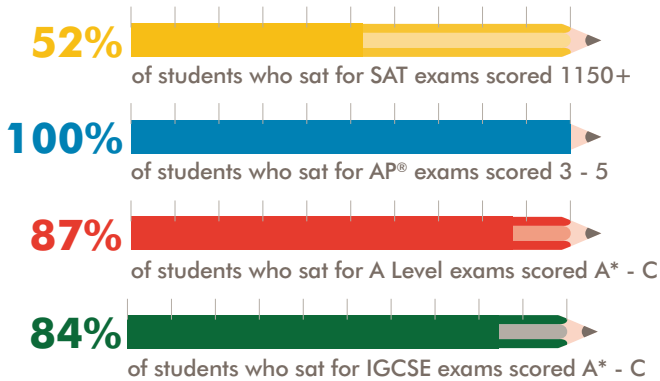 52%
of students who sat for SAT exams scored 1150+
100%
of students who sat for AP® exams scored 3 - 5
87%
of students who sat for A Level exams scored A* - C
84%
of students who sat for IGCSE exams scored A* - C